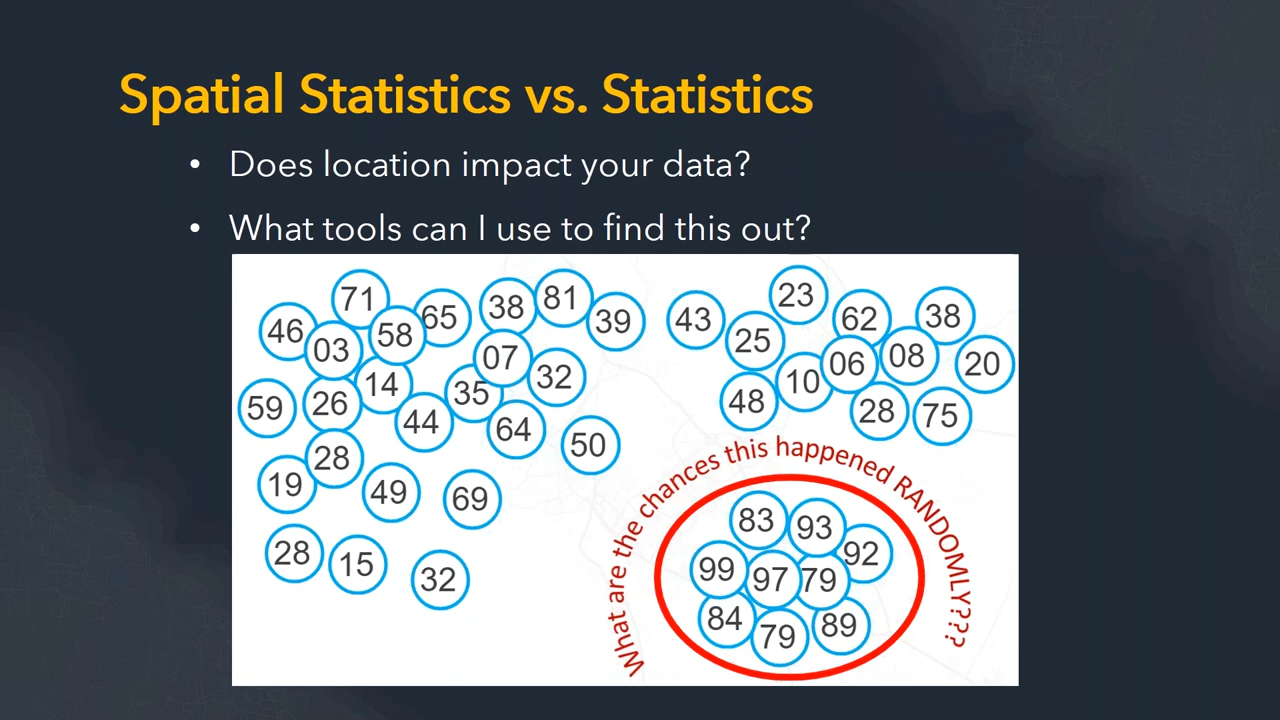 Spatial Statistics vs. Statistics
• Does location impact your data?
• What tools can I use to find this out?
71 65 38 81 39
46 03 58 07 32
59 26 14 44 35 64 50
28 19 49 69
28 15 32
43 23 62 38
25 06 08 20
48 10 28 75
What are the chances this happened RANDOMLY???
83 93 92
99 97 79
84 79 89